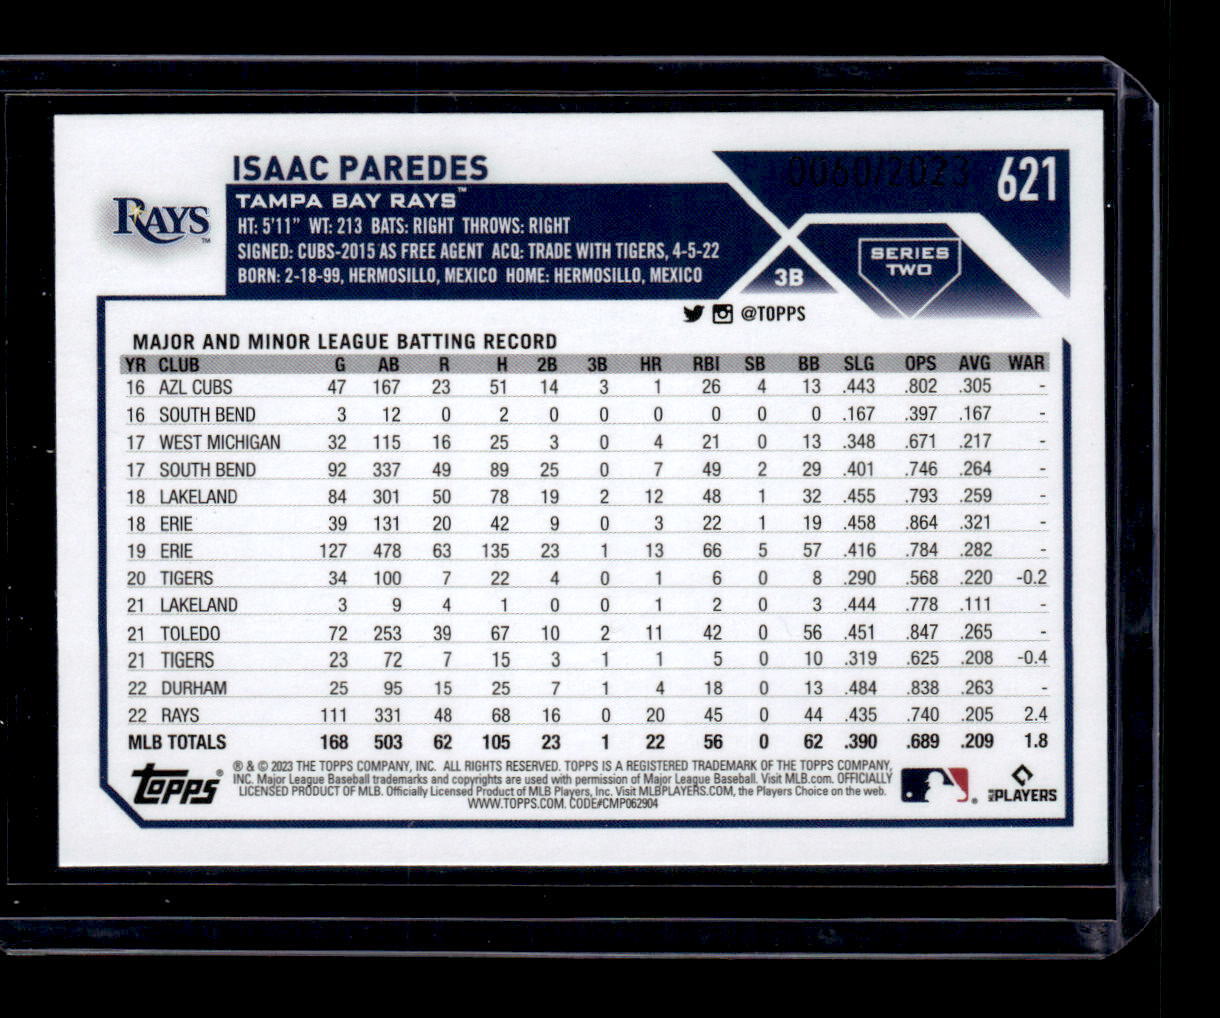 ISAAC PAREDES
0060/2023
621
RAYS™
TAMPA BAY RAYS™
HT: 5'11" WT: 213 BATS: RIGHT THROWS: RIGHT
SIGNED: CUBS-2015 AS FREE AGENT ACQ: TRADE WITH TIGERS, 4-5-22
BORN: 2-18-99, HERMOSILLO, MEXICO HOME: HERMOSILLO, MEXICO
3B
SERIES
TWO
@TOPPS
MAJOR AND MINOR LEAGUE BATTING RECORD
YR CLUB G AB R H 2B 3B HR RBI SB BB SLG OPS AVG WAR
16 AZL CUBS 47 167 23 51 14 3 1 26 4 13 .443 .802 .305 -
16 SOUTH BEND 3 12 0 2 0 0 0 0 0 0 .167 .397 .167 -
17 WEST MICHIGAN 32 115 16 25 3 0 4 21 0 13 .348 .671 .217 -
17 SOUTH BEND 92 337 49 89 25 0 7 49 2 29 .401 .746 .264 -
18 LAKELAND 84 301 50 78 19 2 12 48 1 32 .455 .793 .259 -
18 ERIE 39 131 20 42 9 0 3 22 1 19 .458 .864 .321 -
19 ERIE 127 478 63 135 23 1 13 66 5 57 .416 .784 .282 -
20 TIGERS 34 100 7 22 4 0 1 6 0 8 .290 .568 .220 -0.2
21 LAKELAND 3 9 4 1 0 0 1 2 0 3 .444 .778 .111 -
21 TOLEDO 72 253 39 67 10 2 11 42 0 56 .451 .847 .265 -
21 TIGERS 23 72 7 15 3 1 1 5 0 10 .319 .625 .208 -0.4
22 DURHAM 25 95 15 25 7 1 4 18 0 13 .484 .838 .263 -
22 RAYS 111 331 48 68 16 0 20 45 0 44 .435 .740 .205 2.4
MLB TOTALS 168 503 62 105 23 1 22 56 0 62 .390 .689 .209 1.8
Topps®
® & © 2023 THE TOPPS COMPANY, INC. ALL RIGHTS RESERVED. TOPPS IS A REGISTERED TRADEMARK OF THE TOPPS COMPANY,
INC. Major League Baseball trademarks and copyrights are used with permission of Major League Baseball. Visit MLB.com. OFFICIALLY
LICENSED PRODUCT OF MLB. Officially Licensed Product of MLB Players, Inc. Visit MLBPLAYERS.COM, the Players Choice on the web.
WWW.TOPPS.COM. CODE#CMP062904
MLB PLAYERS